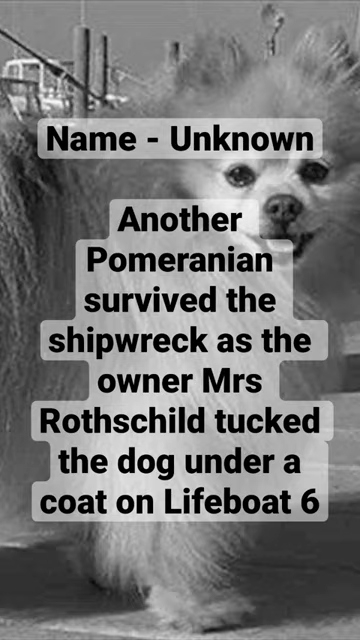 Name - Unknown
Another
Pomeranian
survived the
shipwreck as the
owner Mrs
Rothschild tucked
the dog under a
coat on Lifeboat 6